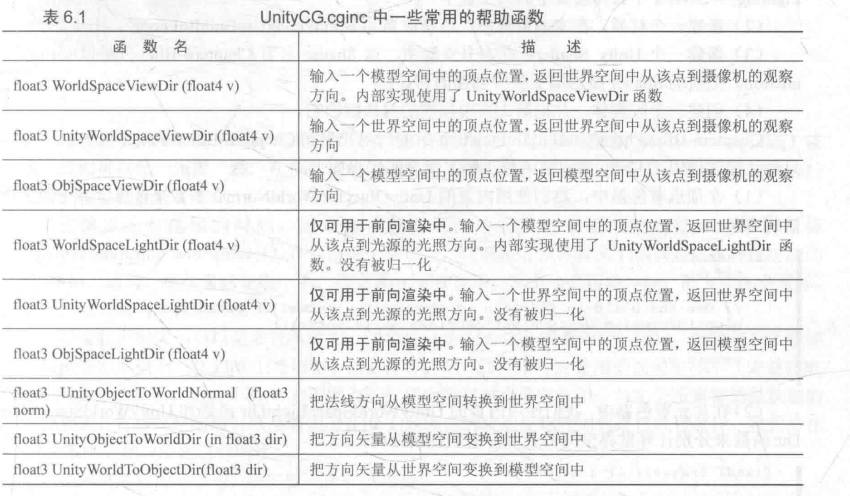 表 6.1 UnityCG.cginc 中一些常用的帮助函数
函 数 名 描 述
float3 WorldSpaceViewDir (float4 v)
输入一个模型空间中的顶点位置，返回世界空间中从该点到摄像机的观察
方向。内部实现使用了 UnityWorldSpaceViewDir 函数
float3 UnityWorldSpaceViewDir (float4 v)
输入一个世界空间中的顶点位置，返回世界空间中从该点到摄像机的观察
方向
float3 ObjSpaceViewDir (float4 v)
输入一个模型空间中的顶点位置，返回模型空间中从该点到摄像机的观察
方向
float3 WorldSpaceLightDir (float4 v)
仅可用于前向渲染中。输入一个模型空间中的顶点位置，返回世界空间中
从该点到光源的光照方向。内部实现使用了 UnityWorldSpaceLightDir 函
数。没有被归一化
float3 UnityWorldSpaceLightDir (float4 v)
仅可用于前向渲染中。输入一个世界空间中的顶点位置，返回世界空间中
从该点到光源的光照方向。没有被归一化
float3 ObjSpaceLightDir (float4 v)
仅可用于前向渲染中。输入一个模型空间中的顶点位置，返回模型空间中
从该点到光源的光照方向。没有被归一化
float3 UnityObjectToWorldNormal (float3
norm)
把法线方向从模型空间转换到世界空间中
float3 UnityObjectToWorldDir (in float3 dir)
把方向矢量从模型空间变换到世界空间中
float3 UnityWorldToObjectDir(float3 dir)
把方向矢量从世界空间变换到模型空间中